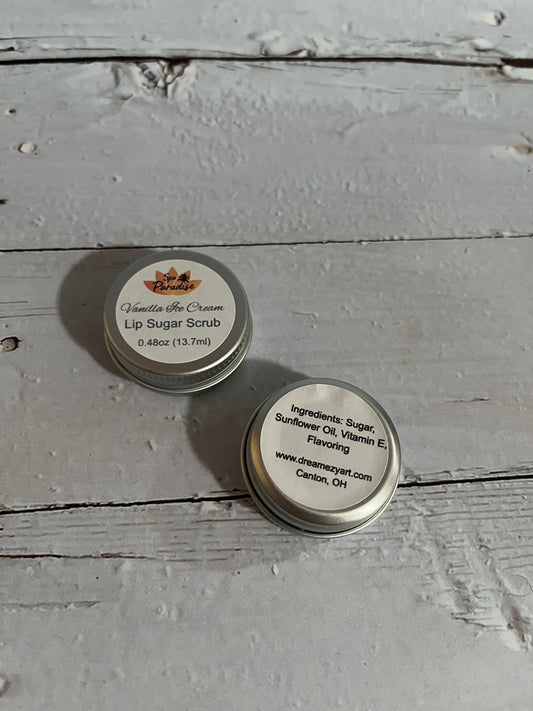 Spa
Paradise
Vanilla Ice Cream
Lip Sugar Scrub
0.48oz (13.7ml)
Ingredients: Sugar,
Sunflower Oil, Vitamin E,
Flavoring
www.dreamezyart.com
Canton, OH